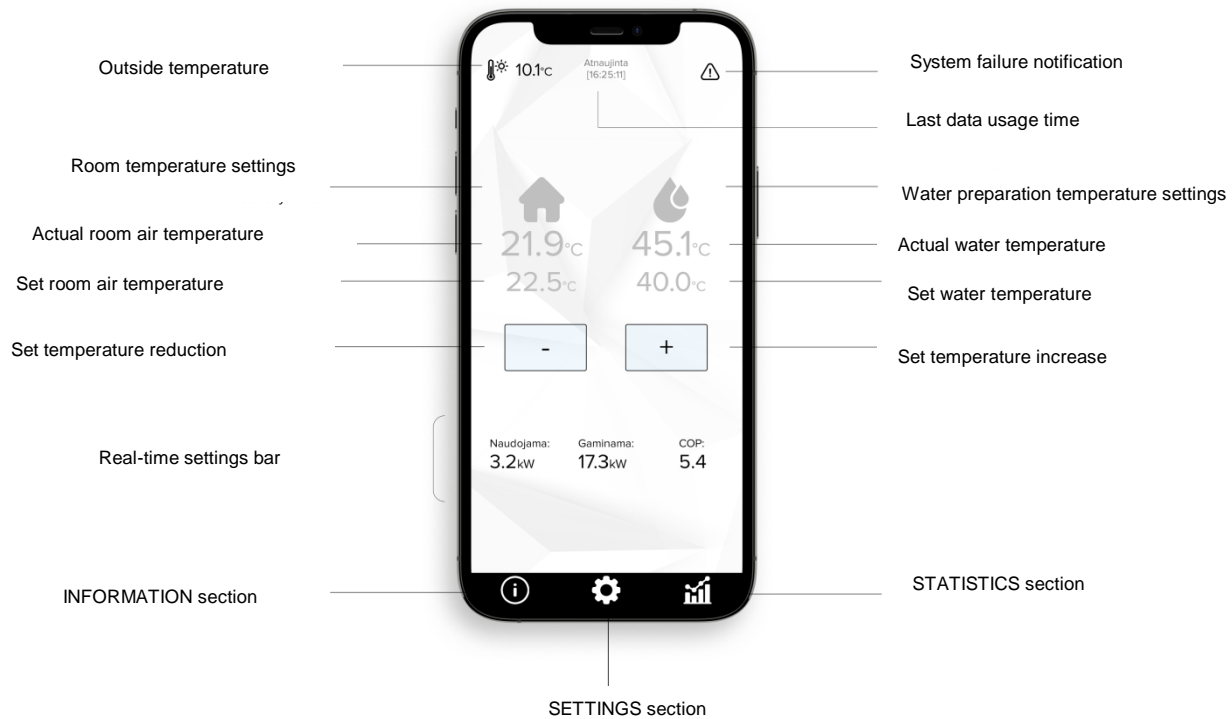 Outside temperature
10.1°C
Atnaujinta
[16:25:11]
System failure notification
Last data usage time
Room temperature settings
Water preparation temperature settings
Actual room air temperature
21.9°C
45.1°C
Actual water temperature
Set room air temperature
22.5°C
40.0°C
Set water temperature
Set temperature reduction
-
+
Set temperature increase
Real-time settings bar
Naudojama:
3.2kW
Gaminama:
17.3kW
COP:
5.4
INFORMATION section
STATISTICS section
SETTINGS section